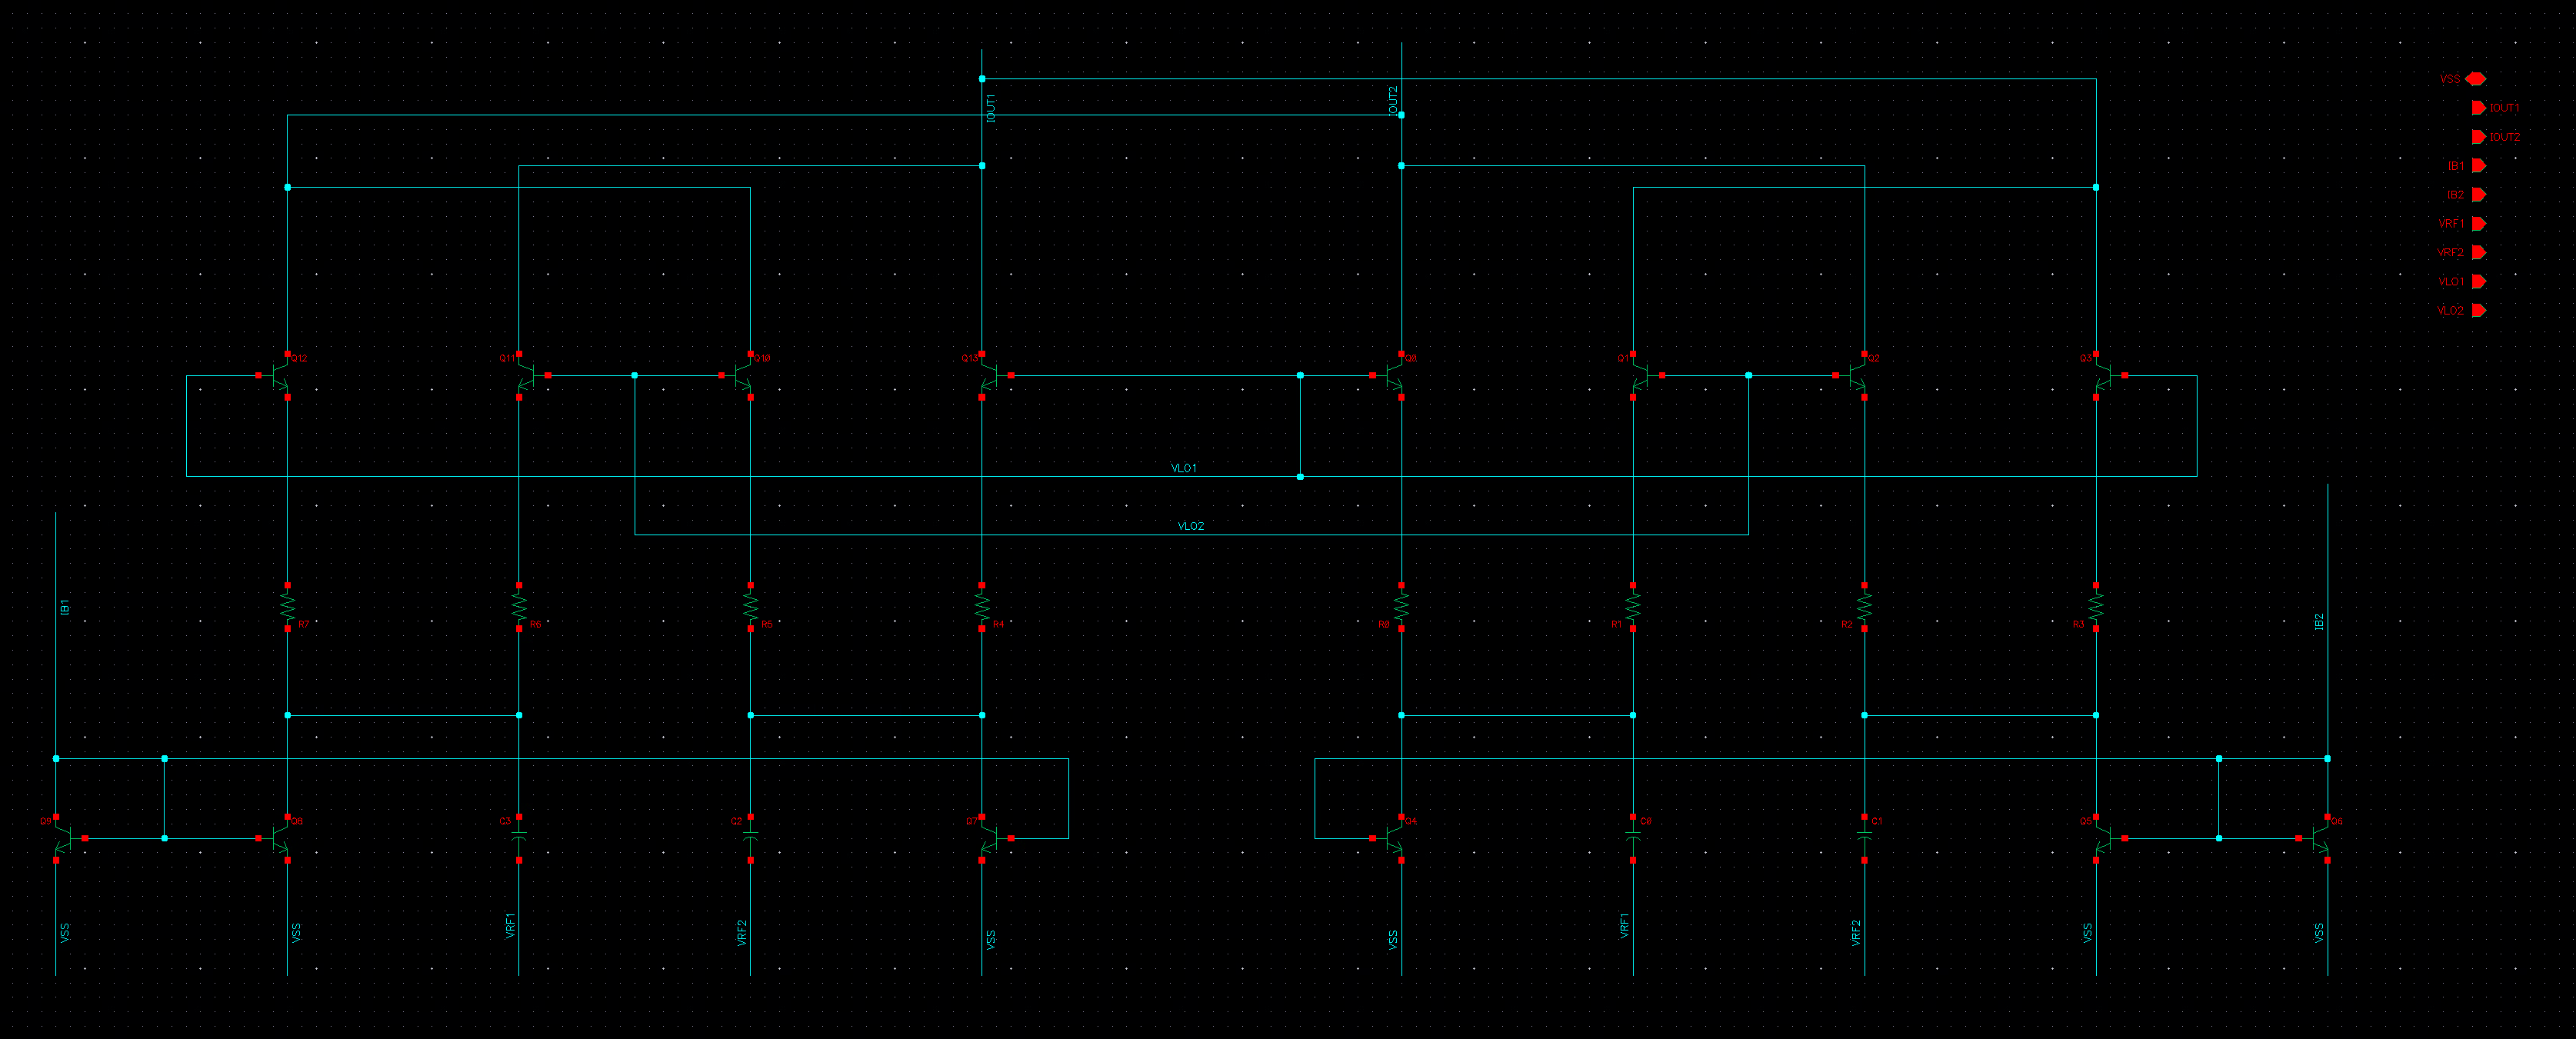 VSS
IOUT1
IOUT2
IB1
IB2
VRF1
VRF2
VLO1
VLO2
IOUT1
IOUT2
Q12
Q11
Q10
Q13
Q0
Q1
Q2
Q3
VLO1
VLO2
IB1
IB2
R7
R6
R5
R4
R0
R1
R2
R3
Q9
Q8
C3
C2
Q7
Q4
C0
C1
Q5
Q6
VSS
VSS
VRF1
VRF2
VSS
VSS
VRF1
VRF2
VSS
VSS